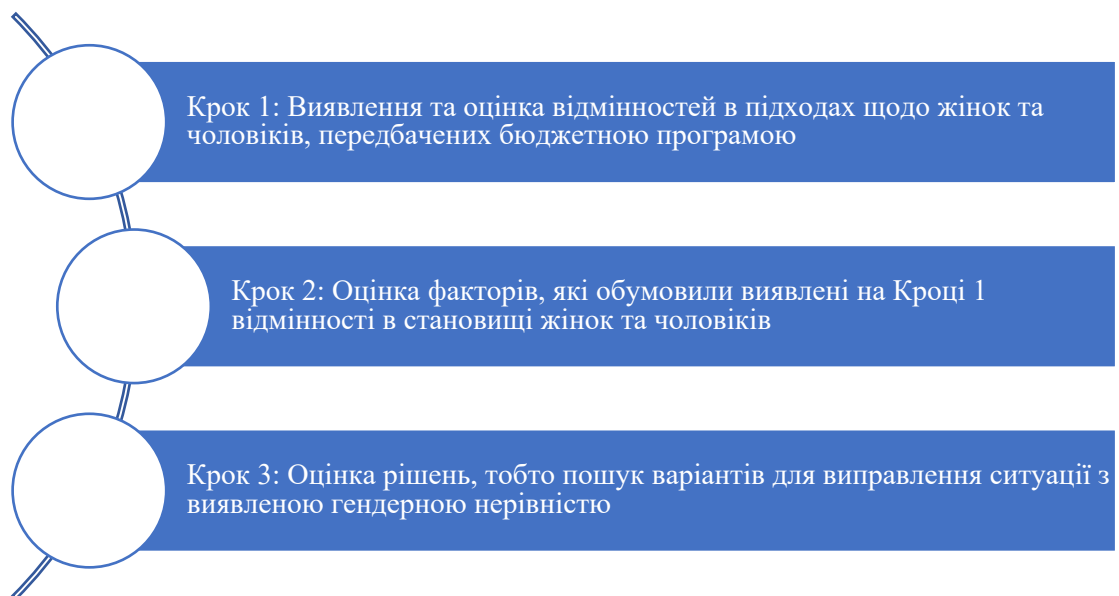 Крок 1: Виявлення та оцінка відмінностей в підходах щодо жінок та
чоловіків, передбачених бюджетною програмою
Крок 2: Оцінка факторів, які обумовили виявлені на Кроці 1
відмінності в становищі жінок та чоловіків
Крок 3: Оцінка рішень, тобто пошук варіантів для виправлення ситуації з
виявленою гендерною нерівністю